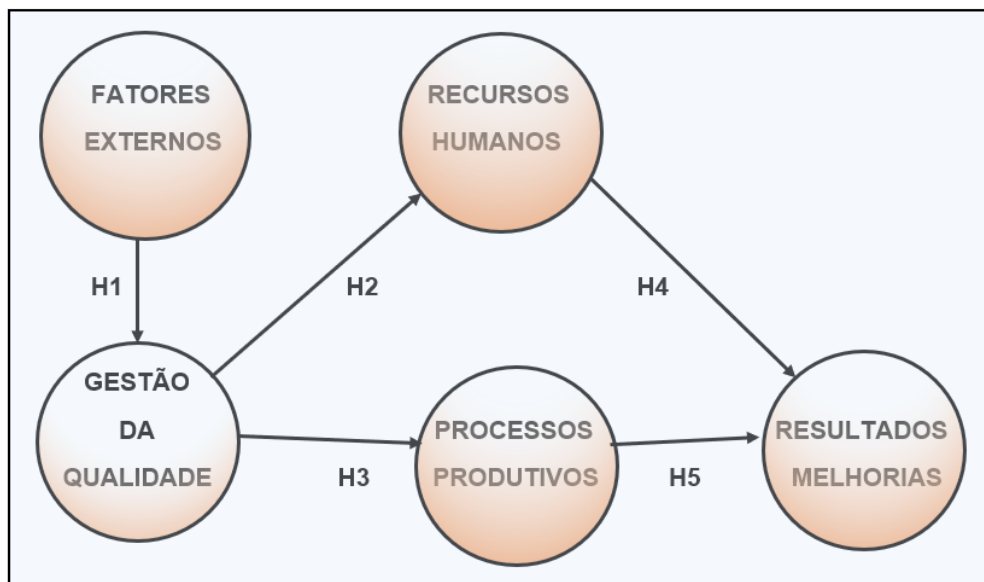 FATORES
EXTERNOS
RECURSOS
HUMANOS
H1
H2
H4
GESTÃO
DA
QUALIDADE
H3
PROCESSOS
PRODUTIVOS
H5
RESULTADOS
MELHORIAS